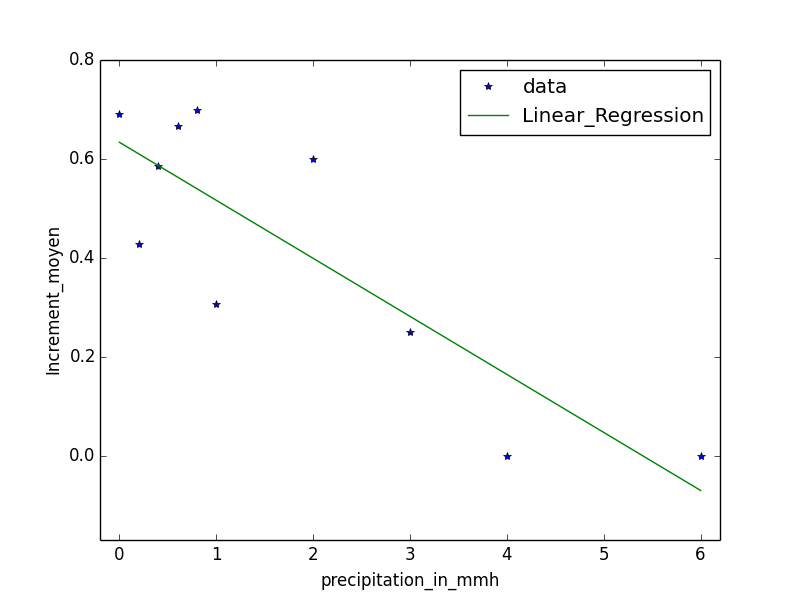 data
Linear_Regression
0.8
0.6
0.4
0.2
0.0
Increment_moyen
0 1 2 3 4 5 6
precipitation_in_mmh